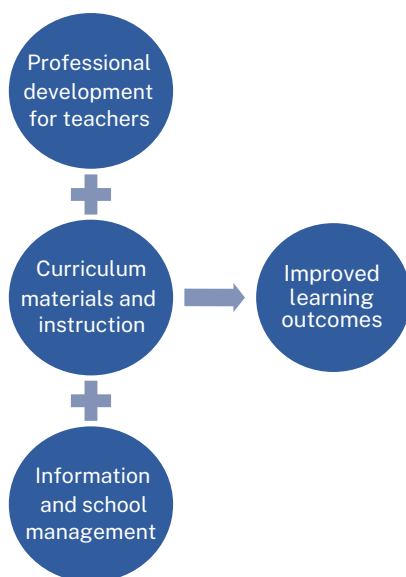 Professional
development
for teachers
Curriculum
materials and
instruction
Improved
learning
outcomes
Information
and school
management